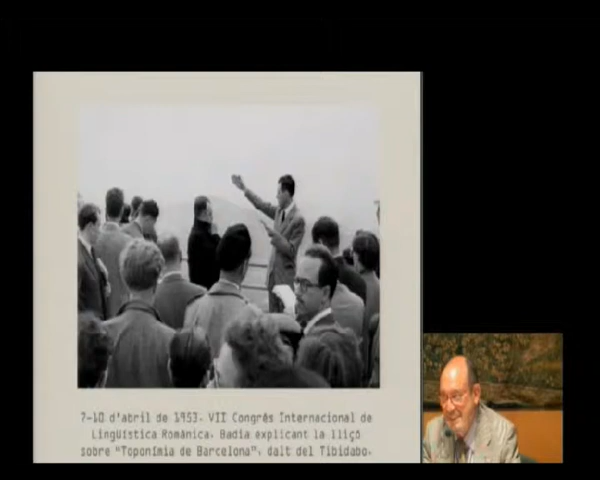 7-10 d'abril de 1953. VII Congrés Internacional de
Lingüística Romànica. Badia explicant la lliçó
sobre "Toponímia de Barcelona", dalt del Tibidabo.